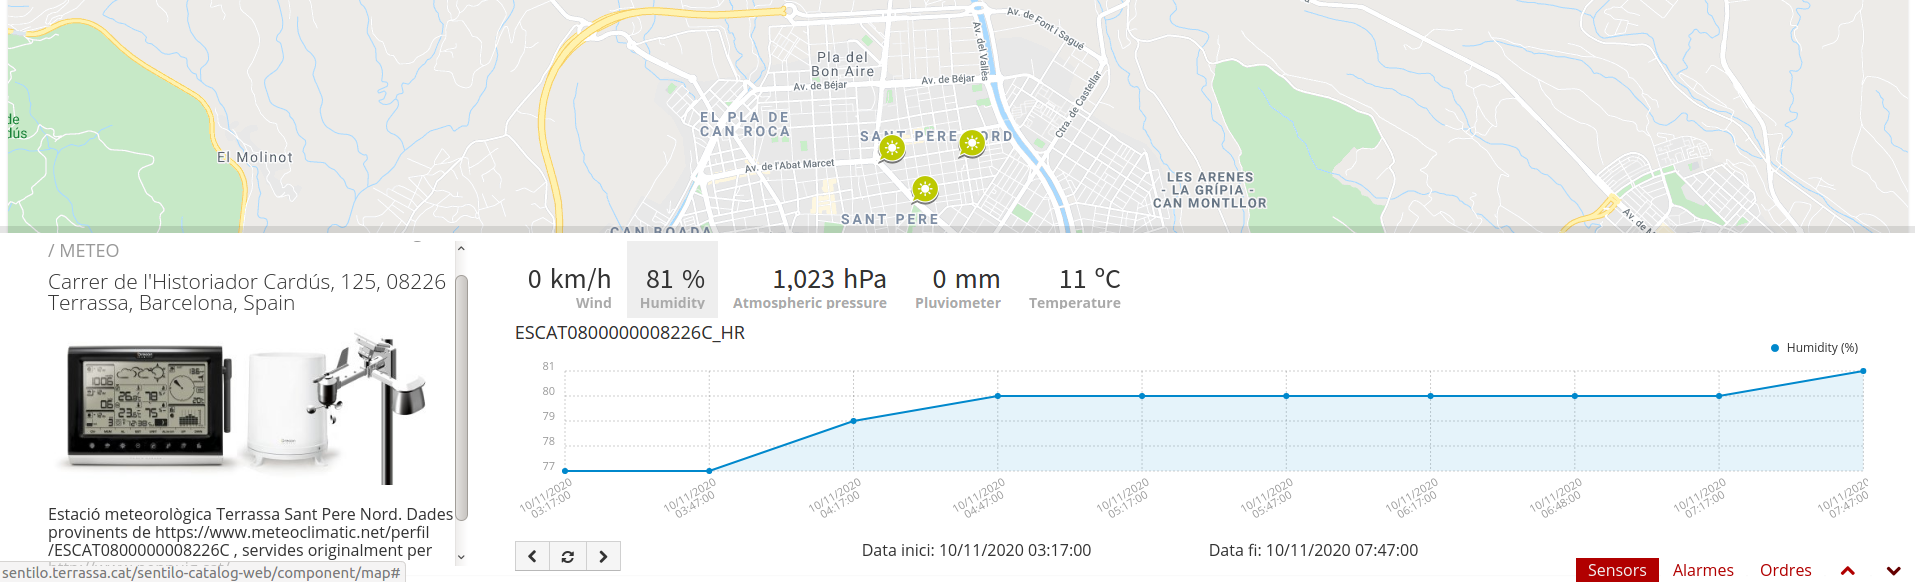 Av. de Font i Sagué
Av. del Vallès
Pla del
Bon Aire
Av. de Béjar
Av. de Béjar
Ctra. de Castellar
de
dús
EL PLA DE
CAN ROCA
SANT PERE NORD
El Molinot
Av. de l'Abat Marcet
LES ARENES
- LA GRÍPIA -
CAN MONTLLOR
SANT PERE
Av. de M
CAN BOADA
/ METEO
Carrer de l'Historiador Cardús, 125, 08226
Terrassa, Barcelona, Spain
Estació meteorològica Terrassa Sant Pere Nord. Dades
provinents de https://www.meteoclimatic.net/perfil
/ESCAT0800000008226C , servides originalment per
sentilo.terrassa.cat/sentilo-catalog-web/component/map#
0 km/h
Wind
81 %
Humidity
1,023 hPa
Atmospheric pressure
0 mm
Pluviometer
11 ºC
Temperature
ESCAT0800000008226C_HR
Humidity (%)
81
80
79
78
77
10/11/2020
03:17:00
10/11/2020
03:47:00
10/11/2020
04:17:00
10/11/2020
04:47:00
10/11/2020
05:17:00
10/11/2020
05:47:00
10/11/2020
06:17:00
10/11/2020
06:48:00
10/11/2020
07:17:00
10/11/2020
07:47:00
Data inici: 10/11/2020 03:17:00
Data fi: 10/11/2020 07:47:00
Sensors
Alarmes
Ordres